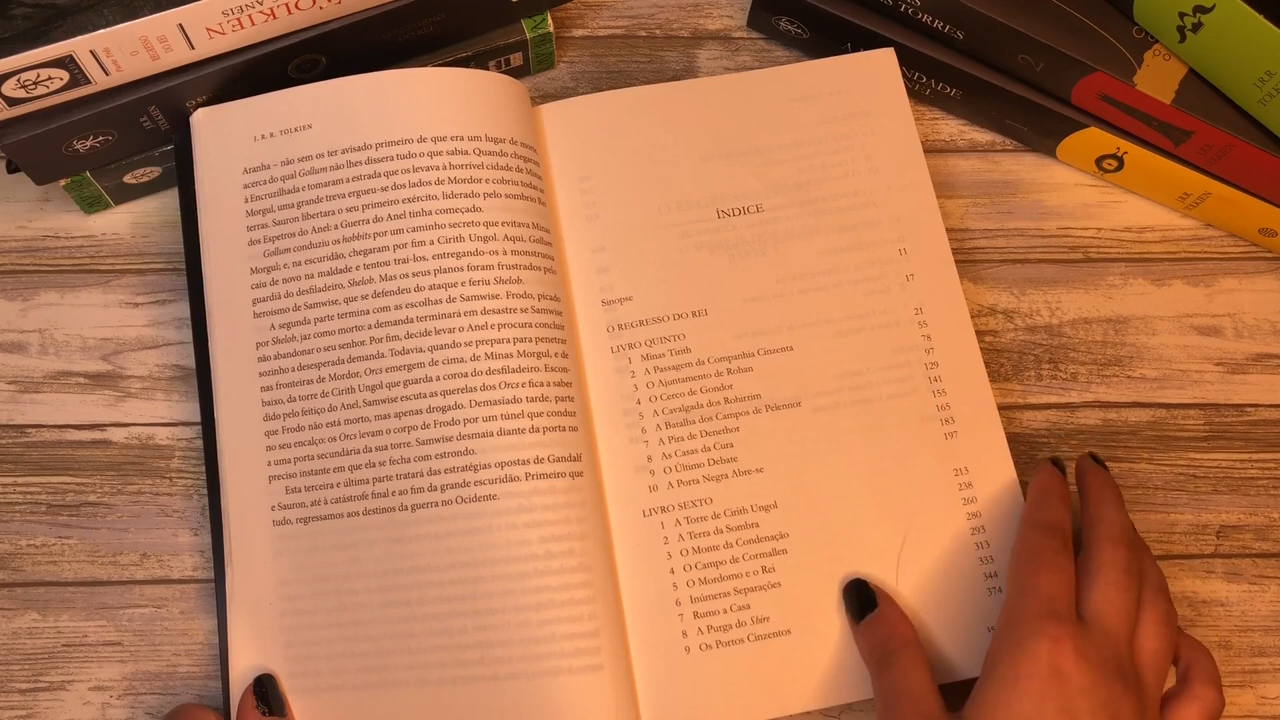 TOLKIEN
ANÉIS
O
REGRESSO
DO REI
Parte Três
J.R.R.
TOLKIEN
AS TORRES
2
J.R.R.
J.R.R.
TOLKIEN
1
J. R. R. TOLKIEN
Aranha – não sem os ter avisado primeiro de que era um lugar de morte,
acerca do qual Gollum não lhes dissera tudo o que sabia. Quando chegaram
à Encruzilhada e tomaram a estrada que os levava à horrível cidade de Minas
Morgul, uma grande treva ergueu-se dos lados de Mordor e cobriu todas as
terras. Sauron libertara o seu primeiro exército, liderado pelo sombrio Rei
dos Espetros do Anel: a Guerra do Anel tinha começado.
Gollum conduziu os hobbits por um caminho secreto que evitava Minas
Morgul; e, na escuridão, chegaram por fim a Cirith Ungol. Aqui, Gollum
caiu de novo na maldade e tentou traí-los, entregando-os à monstruosa
guardiã do desfiladeiro, Shelob. Mas os seus planos foram frustrados pelo
heroísmo de Samwise, que se defendeu do ataque e feriu Shelob.
A segunda parte termina com as escolhas de Samwise. Frodo, picado
por Shelob, jaz como morto: a demanda terminará em desastre se Samwise
não abandonar o seu senhor. Por fim, decide levar o Anel e procura concluir
sozinho a desesperada demanda. Todavia, quando se prepara para penetrar
nas fronteiras de Mordor, Orcs emergem de cima, de Minas Morgul, e de
baixo, da torre de Cirith Ungol que guarda a coroa do desfiladeiro. Escon-
dido pelo feitiço do Anel, Samwise escuta as querelas dos Orcs e fica a saber
que Frodo não está morto, mas apenas drogado. Demasiado tarde, parte
no seu encalço: os Orcs levam o corpo de Frodo por um túnel que conduz
a uma porta secundária da sua torre. Samwise desmaia diante da porta no
preciso instante em que ela se fecha com estrondo.
Esta terceira e última parte tratará das estratégias opostas de Gandalf
e Sauron, até à catástrofe final e ao fim da grande escuridão. Primeiro que
tudo, regressamos aos destinos da guerra no Ocidente.
ÍNDICE
Sinopse 11
O REGRESSO DO REI 17
LIVRO QUINTO
1 Minas Tirith 21
2 A Passagem da Companhia Cinzenta 55
3 O Ajuntamento de Rohan 78
4 O Cerco de Gondor 97
5 A Cavalgada dos Rohirrim 129
6 A Batalha dos Campos de Pelennor 141
7 A Pira de Denethor 155
8 As Casas da Cura 165
9 O Último Debate 183
10 A Porta Negra Abre-se 197
LIVRO SEXTO
1 A Torre de Cirith Ungol 213
2 A Terra da Sombra 238
3 O Monte da Condenação 260
4 O Campo de Cormallen 280
5 O Mordomo e o Rei 293
6 Inúmeras Separações 313
7 Rumo a Casa 333
8 A Purga do Shire 344
9 Os Portos Cinzentos 374